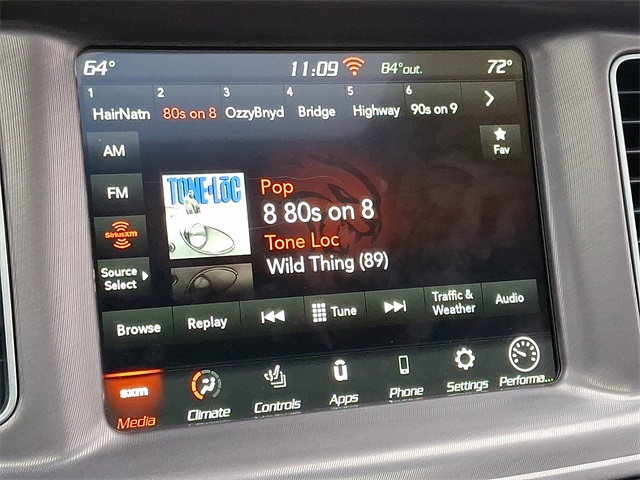 64°
11:09
84°out.
72°
1
2
3
4
5
6
HairNatn
80s on 8
OzzyBnyd
Bridge
Highway
90s on 9
AM
Fav
FM
TONE-LŌC
Pop
8 80s on 8
SiriusXM
Tone Loc
Wild Thing (89)
Source
Select
Browse
Replay
Tune
Traffic &
Weather
Audio
sxm
Media
Climate
Controls
Apps
Phone
Settings
Performa...